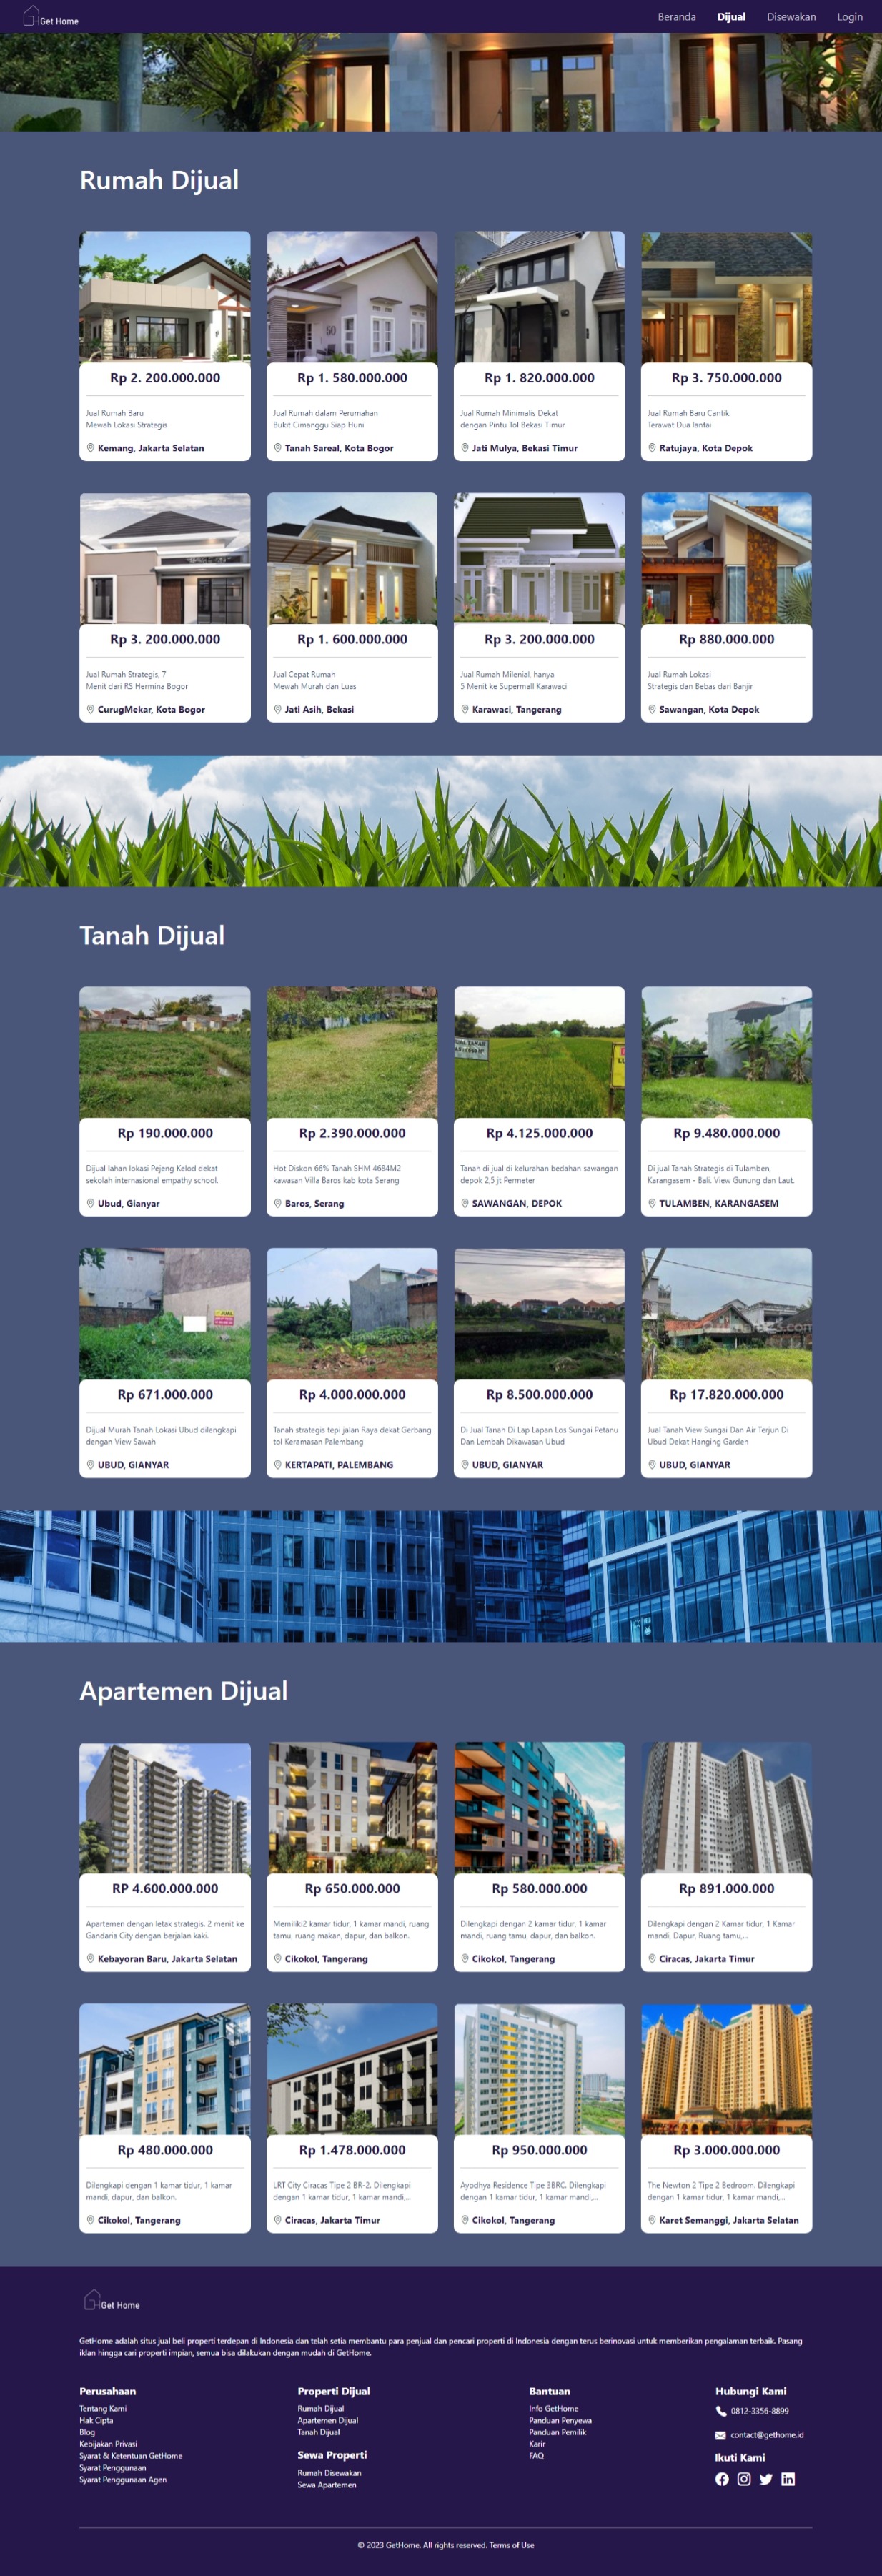 Get Home
Beranda Dijual Disewakan Login
Rumah Dijual
Rp 2. 200.000.000
Jual Rumah Baru
Mewah Lokasi Strategis
Kemang, Jakarta Selatan
Rp 1. 580.000.000
Jual Rumah dalam Perumahan
Bukit Cimanggu Siap Huni
Tanah Sareal, Kota Bogor
Rp 1. 820.000.000
Jual Rumah Minimalis Dekat
dengan Pintu Tol Bekasi Timur
Jati Mulya, Bekasi Timur
Rp 3. 750.000.000
Jual Rumah Baru Cantik
Terawat Dua lantai
Ratujaya, Kota Depok
Rp 3. 200.000.000
Jual Rumah Strategis, 7
Menit dari RS Hermina Bogor
CurugMekar, Kota Bogor
Rp 1. 600.000.000
Jual Cepat Rumah
Mewah Murah dan Luas
Jati Asih, Bekasi
Rp 3. 200.000.000
Jual Rumah Milenial, hanya
5 Menit ke Supermall Karawaci
Karawaci, Tangerang
Rp 880.000.000
Jual Rumah Lokasi
Strategis dan Bebas dari Banjir
Sawangan, Kota Depok
Tanah Dijual
Rp 190.000.000
Dijual lahan lokasi Pejeng Kelod dekat
sekolah internasional empathy school.
Ubud, Gianyar
Rp 2.390.000.000
Hot Diskon 66% Tanah SHM 4684M2
kawasan Villa Baros kab kota Serang
Baros, Serang
Rp 4.125.000.000
Tanah di jual di kelurahan bedahan sawangan
depok 2,5 jt Permeter
SAWANGAN, DEPOK
Rp 9.480.000.000
Di jual Tanah Strategis di Tulamben,
Karangasem - Bali. View Gunung dan Laut.
TULAMBEN, KARANGASEM
JUAL
Rp 671.000.000
Dijual Murah Tanah Lokasi Ubud dilengkapi
dengan View Sawah
UBUD, GIANYAR
Rp 4.000.000.000
Tanah strategis tepi jalan Raya dekat Gerbang
tol Keramasan Palembang
KERTAPATI, PALEMBANG
Rp 8.500.000.000
Di Jual Tanah Di Lap Lapan Los Sungai Petanu
Dan Lembah Dikawasan Ubud
UBUD, GIANYAR
Rp 17.820.000.000
Jual Tanah View Sungai Dan Air Terjun Di
Ubud Dekat Hanging Garden
UBUD, GIANYAR
Apartemen Dijual
RP 4.600.000.000
Apartemen dengan letak strategis. 2 menit ke
Gandaria City dengan berjalan kaki.
Kebayoran Baru, Jakarta Selatan
Rp 650.000.000
Memiliki2 kamar tidur, 1 kamar mandi, ruang
tamu, ruang makan, dapur, dan balkon.
Cikokol, Tangerang
Rp 580.000.000
Dilengkapi dengan 2 kamar tidur, 1 kamar
mandi, ruang tamu, dapur, dan balkon.
Cikokol, Tangerang
Rp 891.000.000
Dilengkapi dengan 2 Kamar tidur, 1 Kamar
mandi, Dapur, Ruang tamu,...
Ciracas, Jakarta Timur
Rp 480.000.000
Dilengkapi dengan 1 kamar tidur, 1 kamar
mandi, dapur, dan balkon.
Cikokol, Tangerang
Rp 1.478.000.000
LRT City Ciracas Tipe 2 BR-2. Dilengkapi
dengan 1 kamar tidur, 1 kamar mandi,...
Ciracas, Jakarta Timur
Rp 950.000.000
Ayodhya Residence Tipe 3BRC. Dilengkapi
dengan 1 kamar tidur, 1 kamar mandi,...
Cikokol, Tangerang
Rp 3.000.000.000
The Newton 2 Tipe 2 Bedroom. Dilengkapi
dengan 1 kamar tidur, 1 kamar mandi,...
Karet Semanggi, Jakarta Selatan
Get Home
GetHome adalah situs jual beli properti terdepan di Indonesia dan telah setia membantu para penjual dan pencari properti di Indonesia dengan terus berinovasi untuk memberikan pengalaman terbaik. Pasang
iklan hingga cari properti impian, semua bisa dilakukan dengan mudah di GetHome.
Perusahaan
Tentang Kami
Hak Cipta
Blog
Kebijakan Privasi
Syarat & Ketentuan GetHome
Syarat Penggunaan
Syarat Penggunaan Agen
Properti Dijual
Rumah Dijual
Apartemen Dijual
Tanah Dijual
Sewa Properti
Rumah Disewakan
Sewa Apartemen
Bantuan
Info GetHome
Panduan Penyewa
Panduan Pemilik
Karir
FAQ
Hubungi Kami
0812-3356-8899
contact@gethome.id
Ikuti Kami
© 2023 GetHome. All rights reserved. Terms of Use